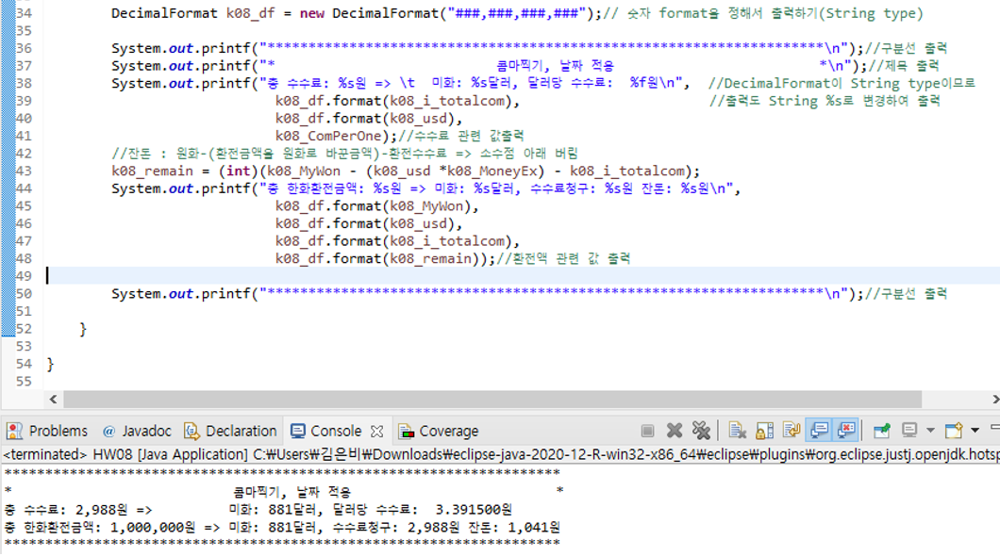 34 DecimalFormat k08_df = new DecimalFormat("###,###,###,###");// 숫자 format을 정해서 출력하기(String type)
35
36 System.out.printf("********************************************************************\n");//구분선 출력
37 System.out.printf("* 콤마찍기, 날짜 적용 *\n");//제목 출력
38 System.out.printf("총 수수료: %s원 => \t 미화: %s달러, 달러당 수수료: %f원\n", //DecimalFormat이 String type이므로
39 k08_df.format(k08_i_totalcom), //출력도 String %s로 변경하여 출력
40 k08_df.format(k08_usd),
41 k08_ComPerOne);//수수료 관련 값출력
42 //잔돈 : 원화-(환전금액을 원화로 바꾼금액)-환전수수료 => 소수점 아래 버림
43 k08_remain = (int)(k08_MyWon - (k08_usd *k08_MoneyEx) - k08_i_totalcom);
44 System.out.printf("총 한화환전금액: %s원 => 미화: %s달러, 수수료청구: %s원 잔돈: %s원\n",
45 k08_df.format(k08_MyWon),
46 k08_df.format(k08_usd),
47 k08_df.format(k08_i_totalcom),
48 k08_df.format(k08_remain));//환전액 관련 값 출력
49
50 System.out.printf("********************************************************************\n");//구분선 출력
51
52 }
53
54 }
55
Problems @ Javadoc Declaration Console Coverage
<terminated> HW08 [Java Application] C:₩Users₩김은비₩Downloads₩eclipse-java-2020-12-R-win32-x86_64₩eclipse₩plugins₩org.eclipse.justj.openjdk.hotsp
********************************************************************
* 콤마찍기, 날짜 적용 *
총 수수료: 2,988원 => 미화: 881달러, 달러당 수수료: 3.391500원
총 한화환전금액: 1,000,000원 => 미화: 881달러, 수수료청구: 2,988원 잔돈: 1,041원
********************************************************************